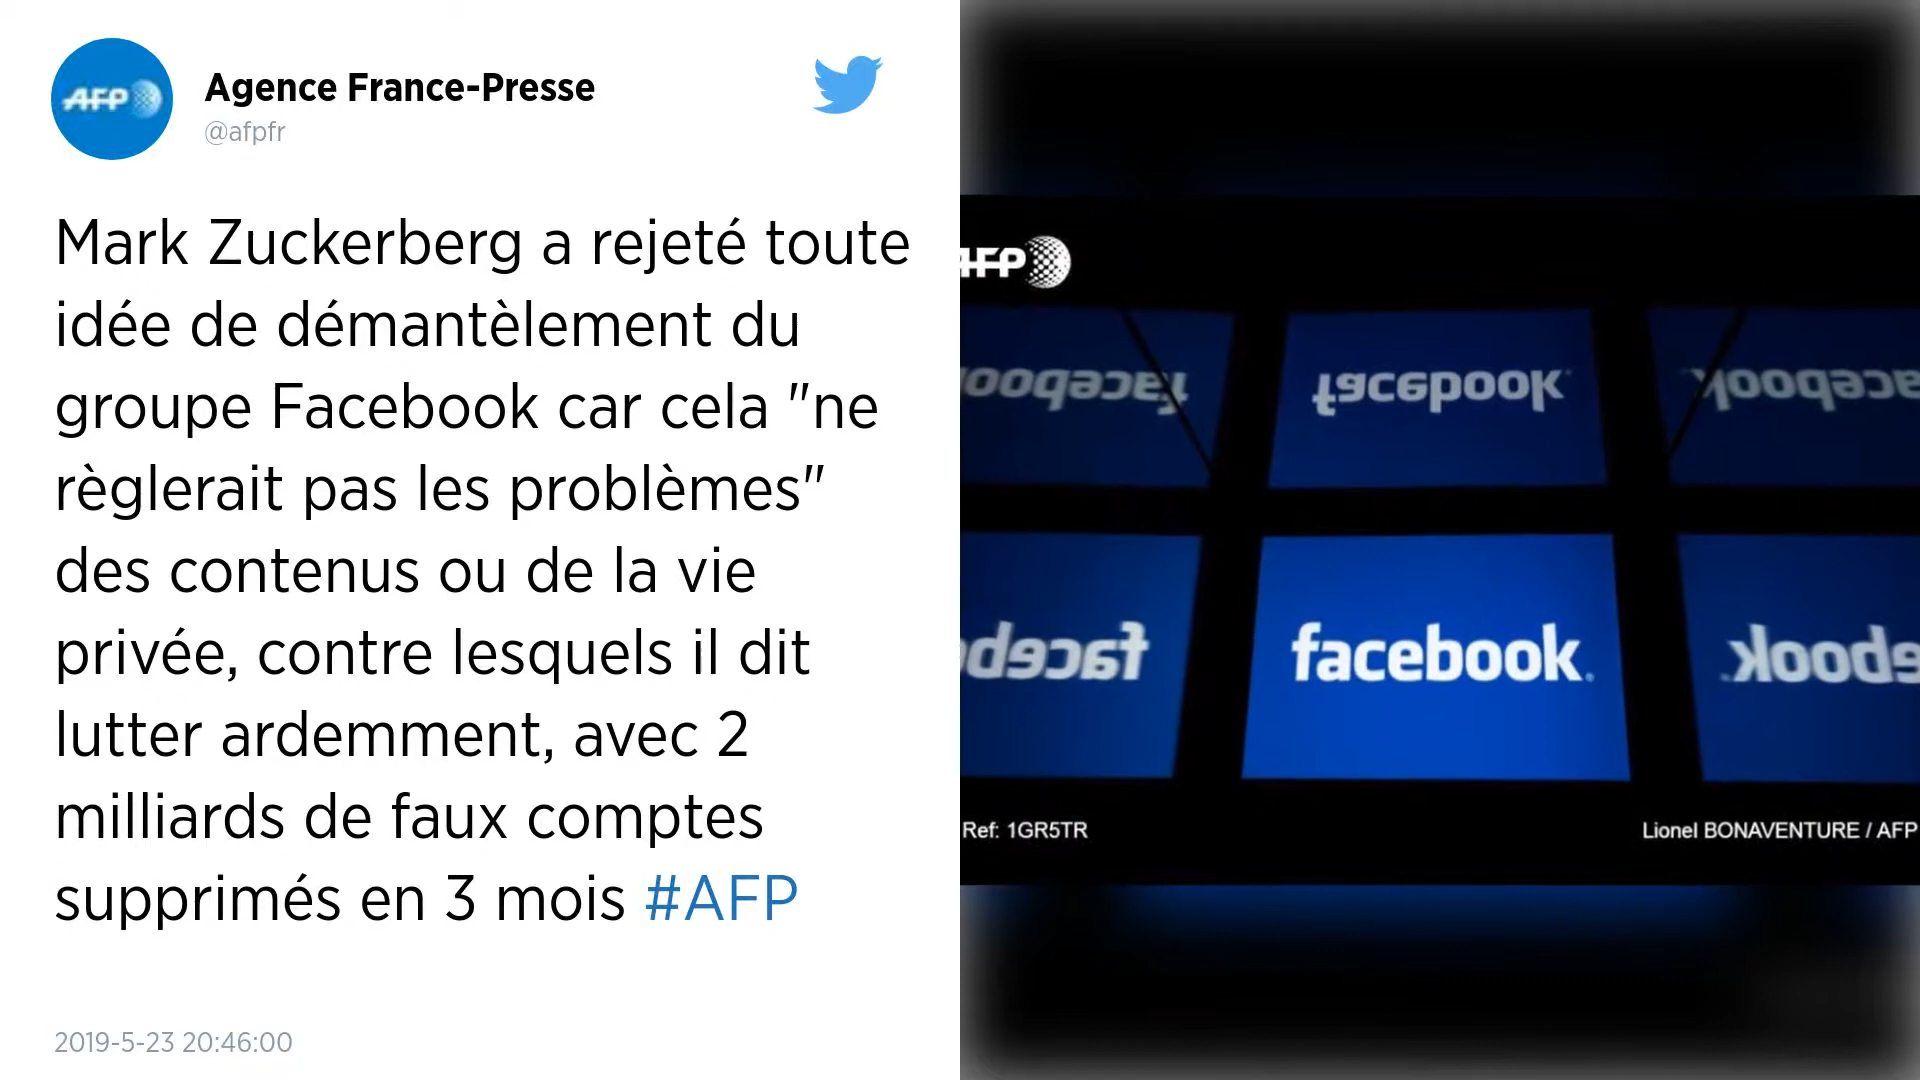 AFP
Agence France-Presse
@afpfr
Mark Zuckerberg a rejeté toute
idée de démantèlement du
groupe Facebook car cela "ne
règlerait pas les problèmes"
des contenus ou de la vie
privée, contre lesquels il dit
lutter ardemment, avec 2
milliards de faux comptes
supprimés en 3 mois #AFP
2019-5-23 20:46:00
AFP
facebook
facebook
facebook
facebook
facebook.
facebook
Ref: 1GR5TR
Lionel BONAVENTURE / AFP